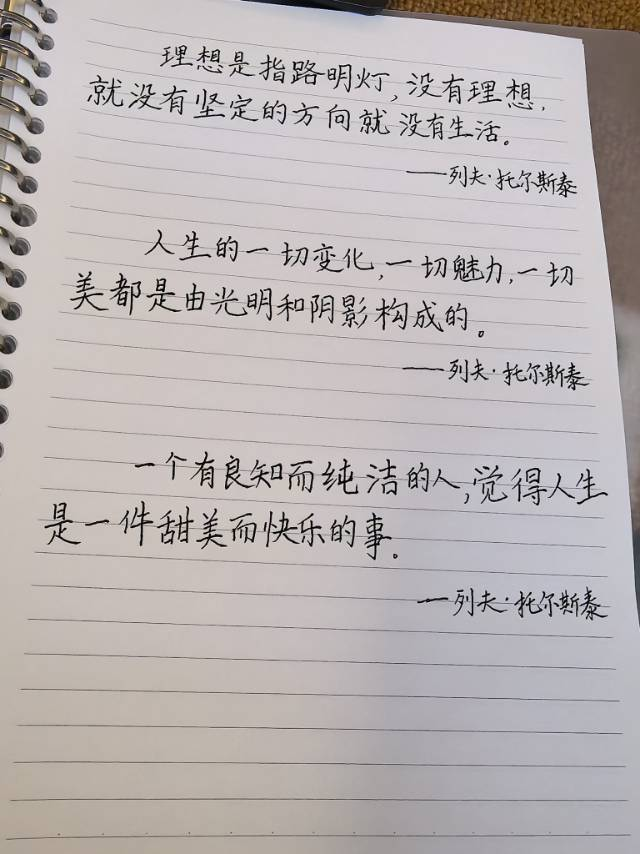 理想是指路明灯,没有理想,
就没有坚定的方向就没有生活。
——列夫·托尔斯泰
人生的一切变化,一切魅力,一切
美都是由光明和阴影构成的。
——列夫·托尔斯泰
一个有良知而纯洁的人,觉得人生
是一件甜美而快乐的事。
——列夫·托尔斯泰